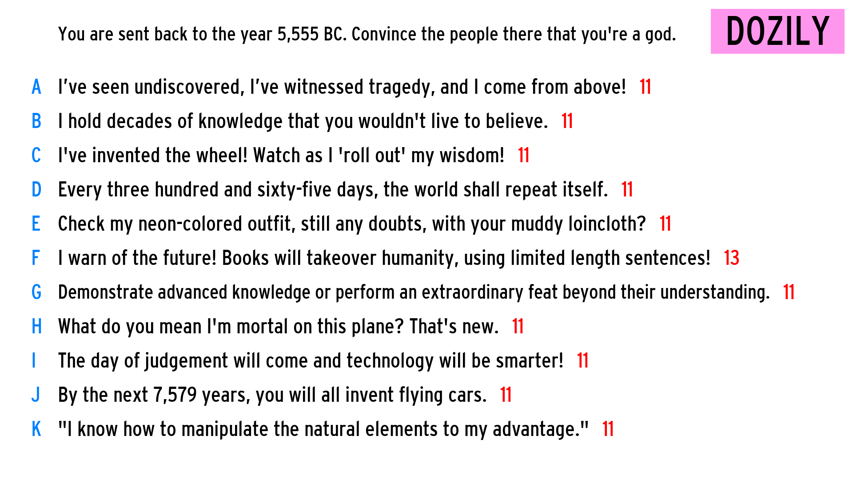 You are sent back to the year 5,555 BC. Convince the people there that you're a god.
DOZILY
A I've seen undiscovered, I've witnessed tragedy, and I come from above! 11
B I hold decades of knowledge that you wouldn't live to believe. 11
C I've invented the wheel! Watch as I 'roll out' my wisdom! 11
D Every three hundred and sixty-five days, the world shall repeat itself. 11
E Check my neon-colored outfit, still any doubts, with your muddy loincloth? 11
F I warn of the future! Books will takeover humanity, using limited length sentences! 13
G Demonstrate advanced knowledge or perform an extraordinary feat beyond their understanding. 11
H What do you mean I'm mortal on this plane? That's new. 11
I The day of judgement will come and technology will be smarter! 11
J By the next 7,579 years, you will all invent flying cars. 11
K "I know how to manipulate the natural elements to my advantage." 11